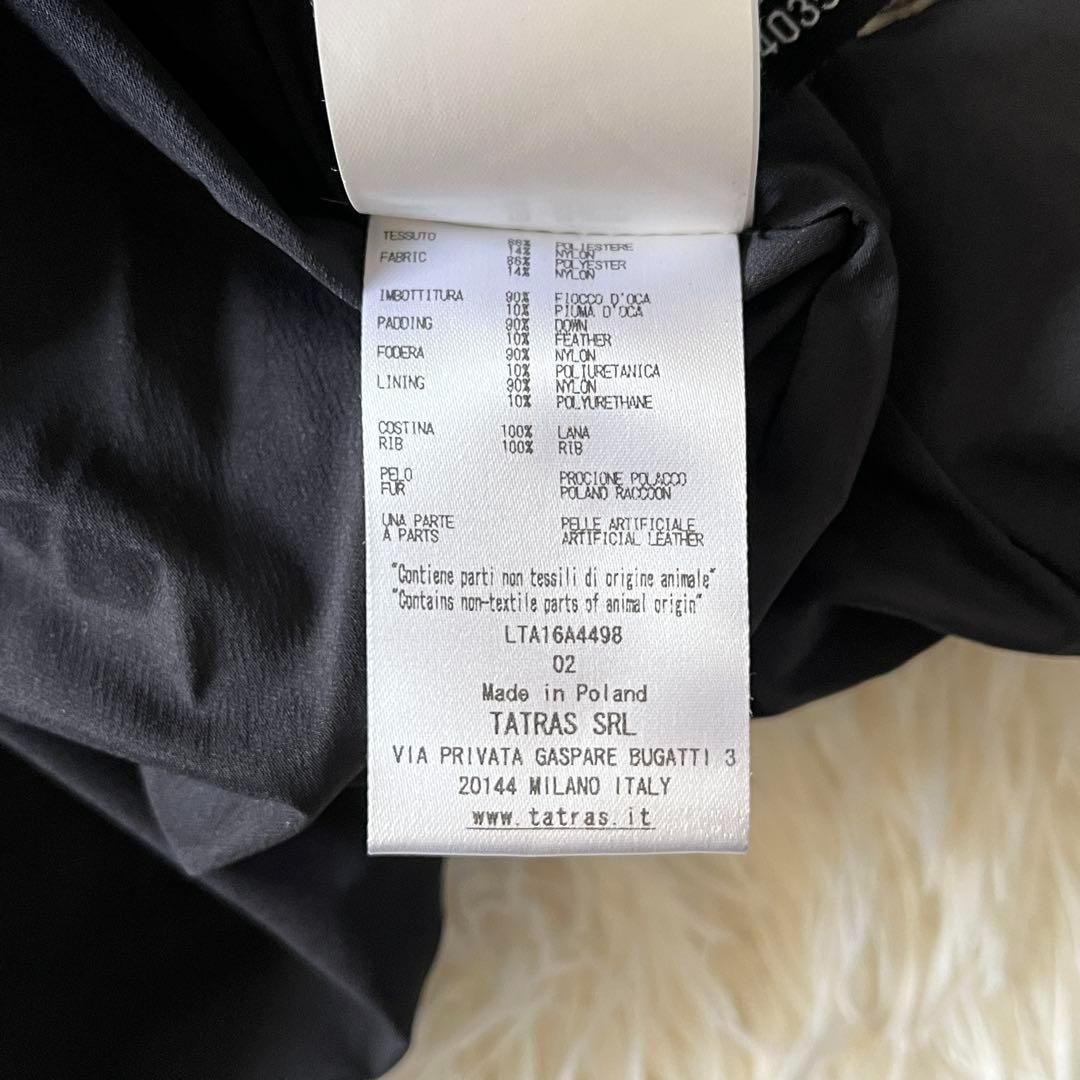 4035
TESSUTO 86% POLIESTERE
14% NYLON
FABRIC 86% POLYESTER
14% NYLON
IMBOTTITURA 90% FIOCCO D'OCA
10% PIUMA D'OCA
PADDING 90% DOWN
10% FEATHER
FODERA 90% NYLON
10% POLIURETANICA
LINING 90% NYLON
10% POLYURETHANE
COSTINA 100% LANA
RIB 100% RIB
PELO PROCIONE POLACCO
FUR POLAND RACCOON
UNA PARTE PELLE ARTIFICIALE
A PARTS ARTIFICIAL LEATHER
"Contiene parti non tessili di origine animale"
"Contains non-textile parts of animal origin"
LTA16A4498
02
Made in Poland
TATRAS SRL
VIA PRIVATA GASPARE BUGATTI 3
20144 MILANO ITALY
www.tatras.it